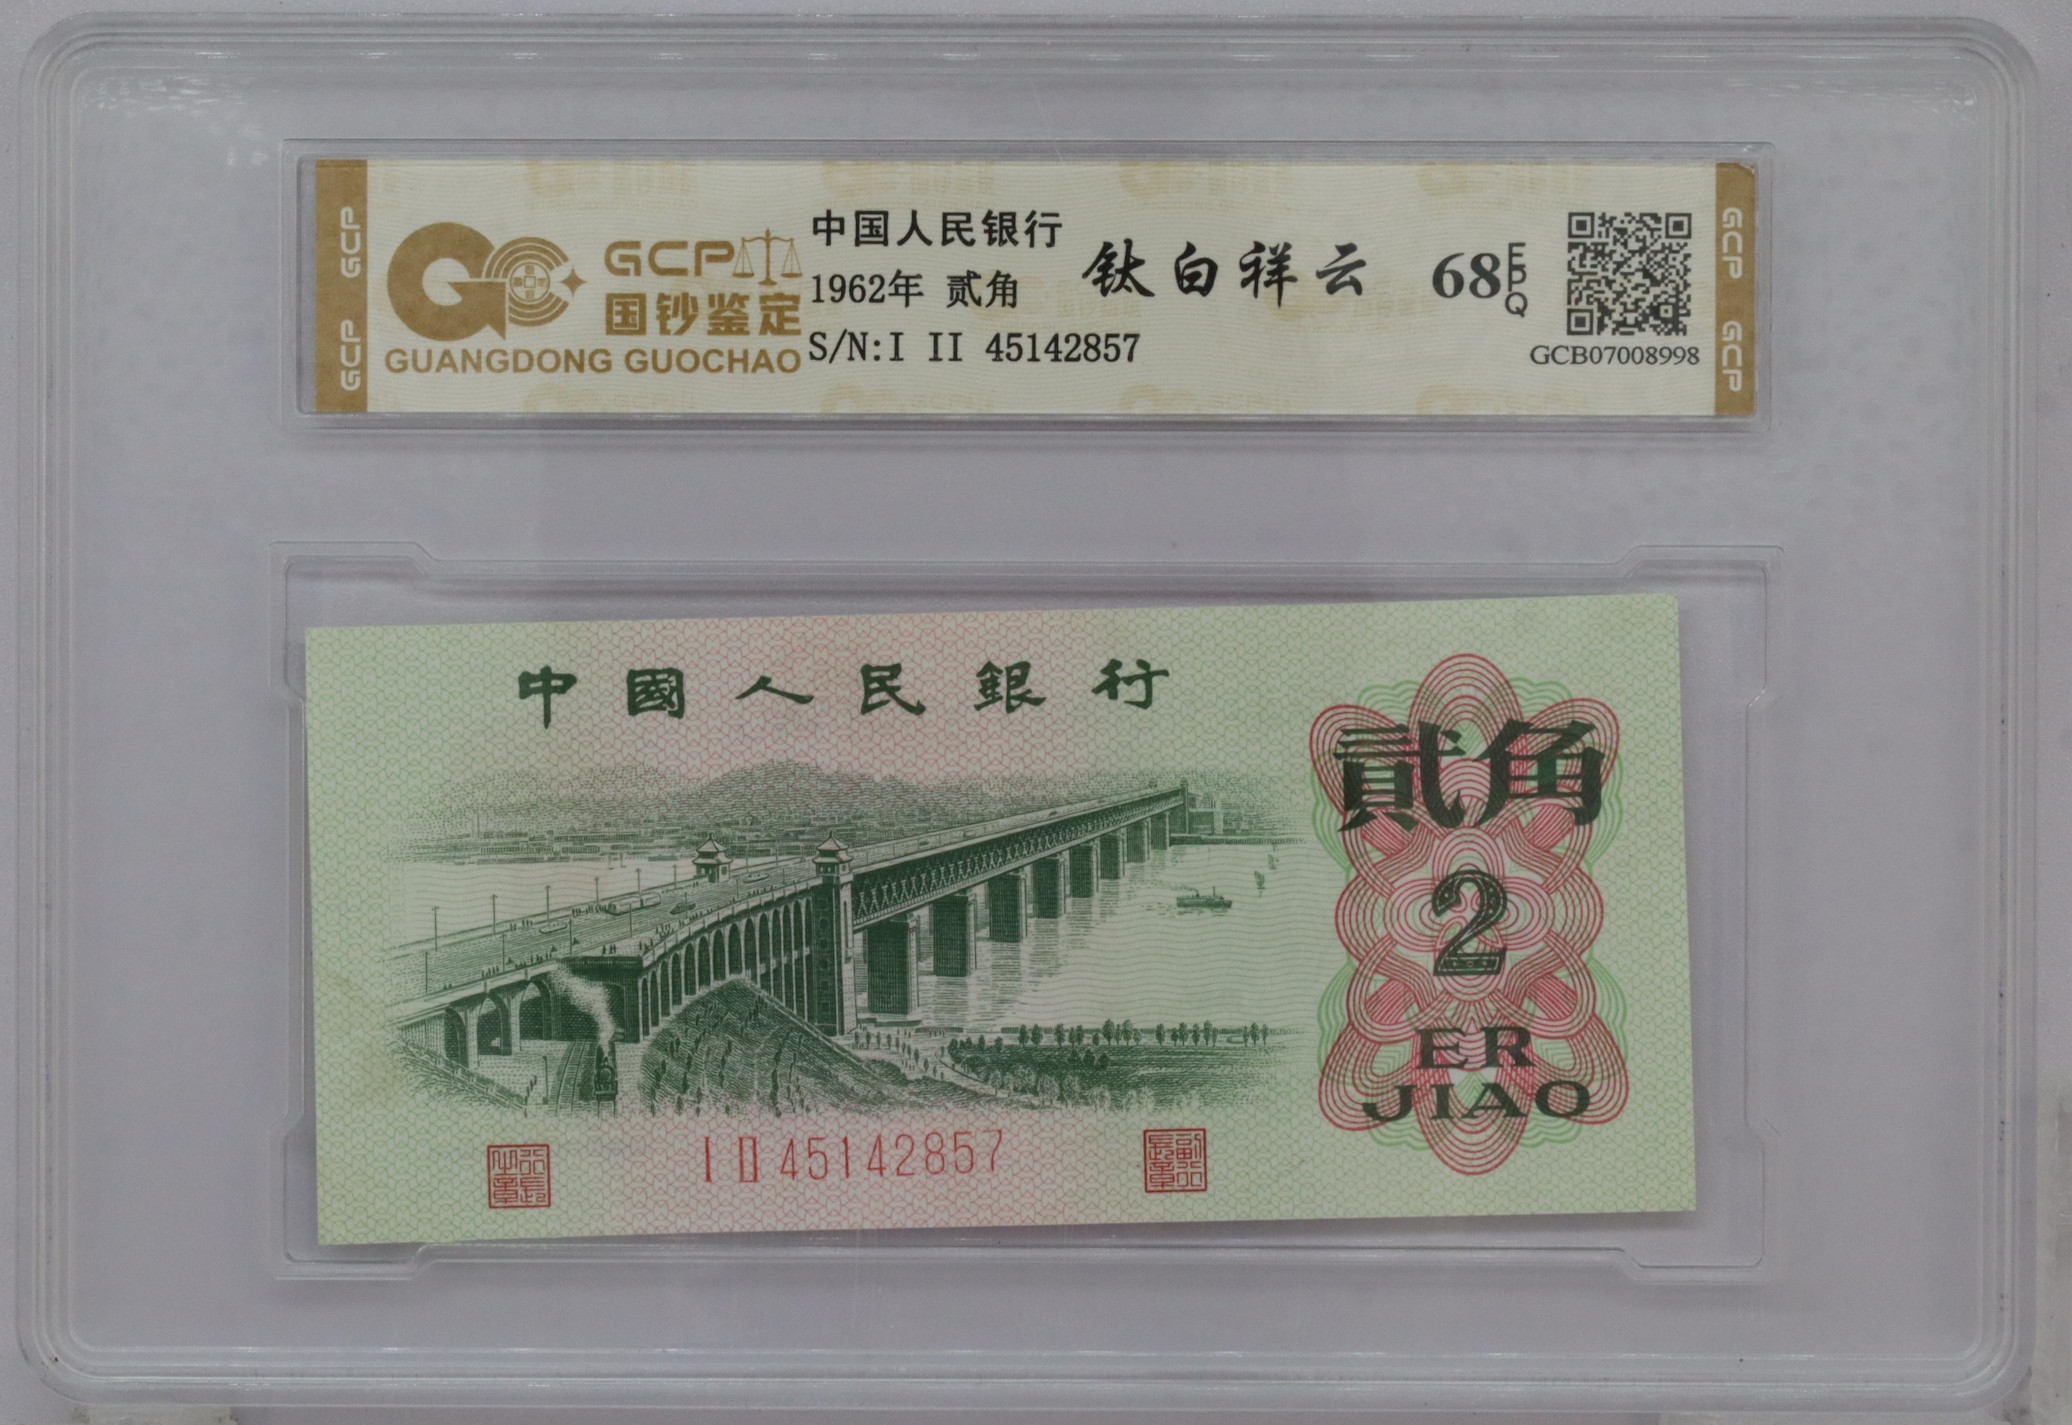 GCP
GCP
GCP
国钞鉴定
GUANGDONG GUOCHAO
中国人民银行
1962年 贰角
S/N:I II 45142857
钛白祥云
68
EPQ
GCB07008998
GCP
GCP
中國人民銀行
貳角
2
ER
JIAO
I II 45142857